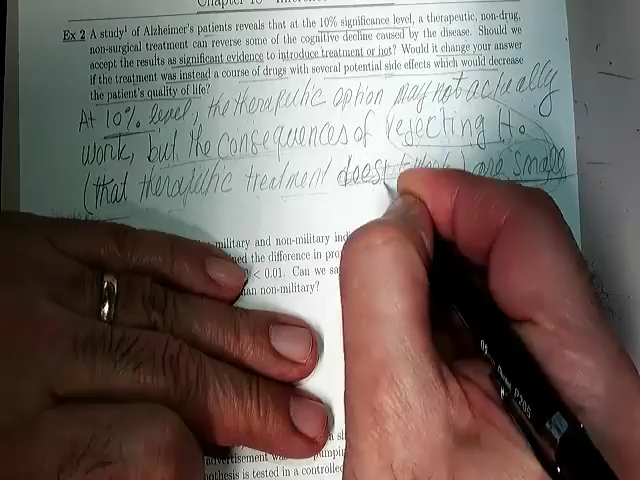 Chapter 10
Ex 2 A study¹ of Alzheimer's patients reveals that at the 10% significance level, a therapeutic, non-drug,
non-surgical treatment can reverse some of the cognitive decline caused by the disease. Should we
accept the results as significant evidence to introduce treatment or not? Would it change your answer
if the treatment was instead a course of drugs with several potential side effects which would decrease
the patient's quality of life?
At 10% level, the therapeutic option may not actually
work, but the consequences of rejecting H₀
(that therapeutic treatment doesn't work) are small
military and non-military
the difference in
< 0.01. Can we
than non-military?
is tested in a controlled